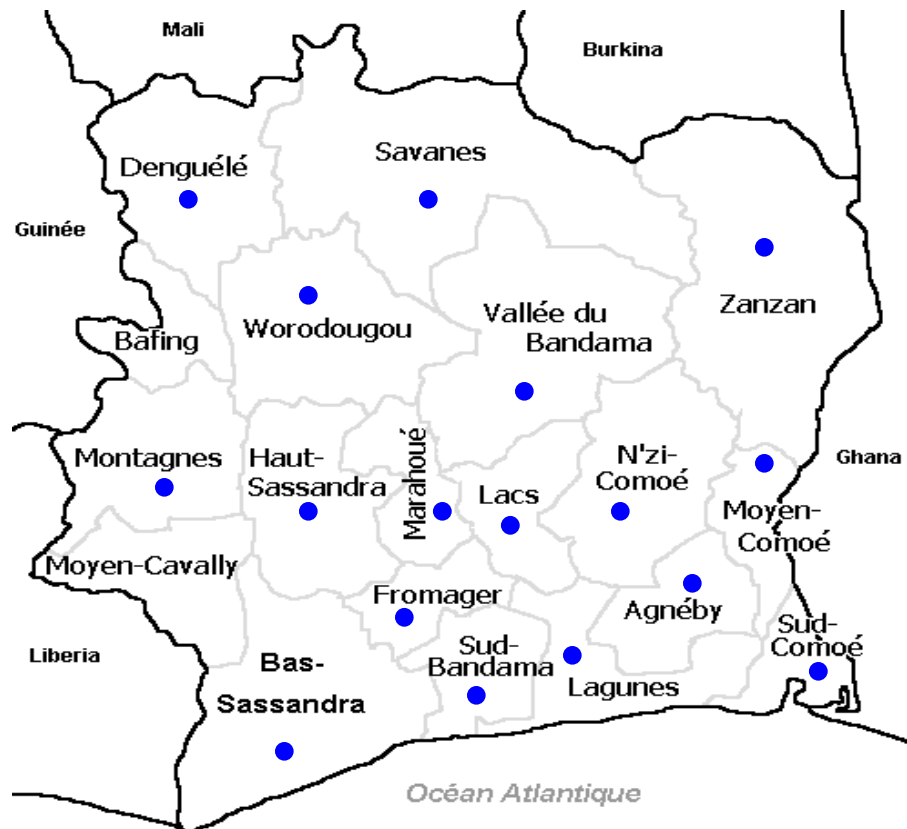 Mali
Burkina
Savanes
Denguélé
Guinée
Zanzan
Vallée du
Bandama
Worodougou
Bafing
Marahoué
N'zi-
Comoé
Montagnes
Haut-
Sassandra
Ghana
Lacs
Moyen-
Comoé
Moyen-Cavally
Fromager
Agnéby
Sud-
Comoé
Liberia
Sud-
Bandama
Bas-
Sassandra
Lagunes
Océan Atlantique